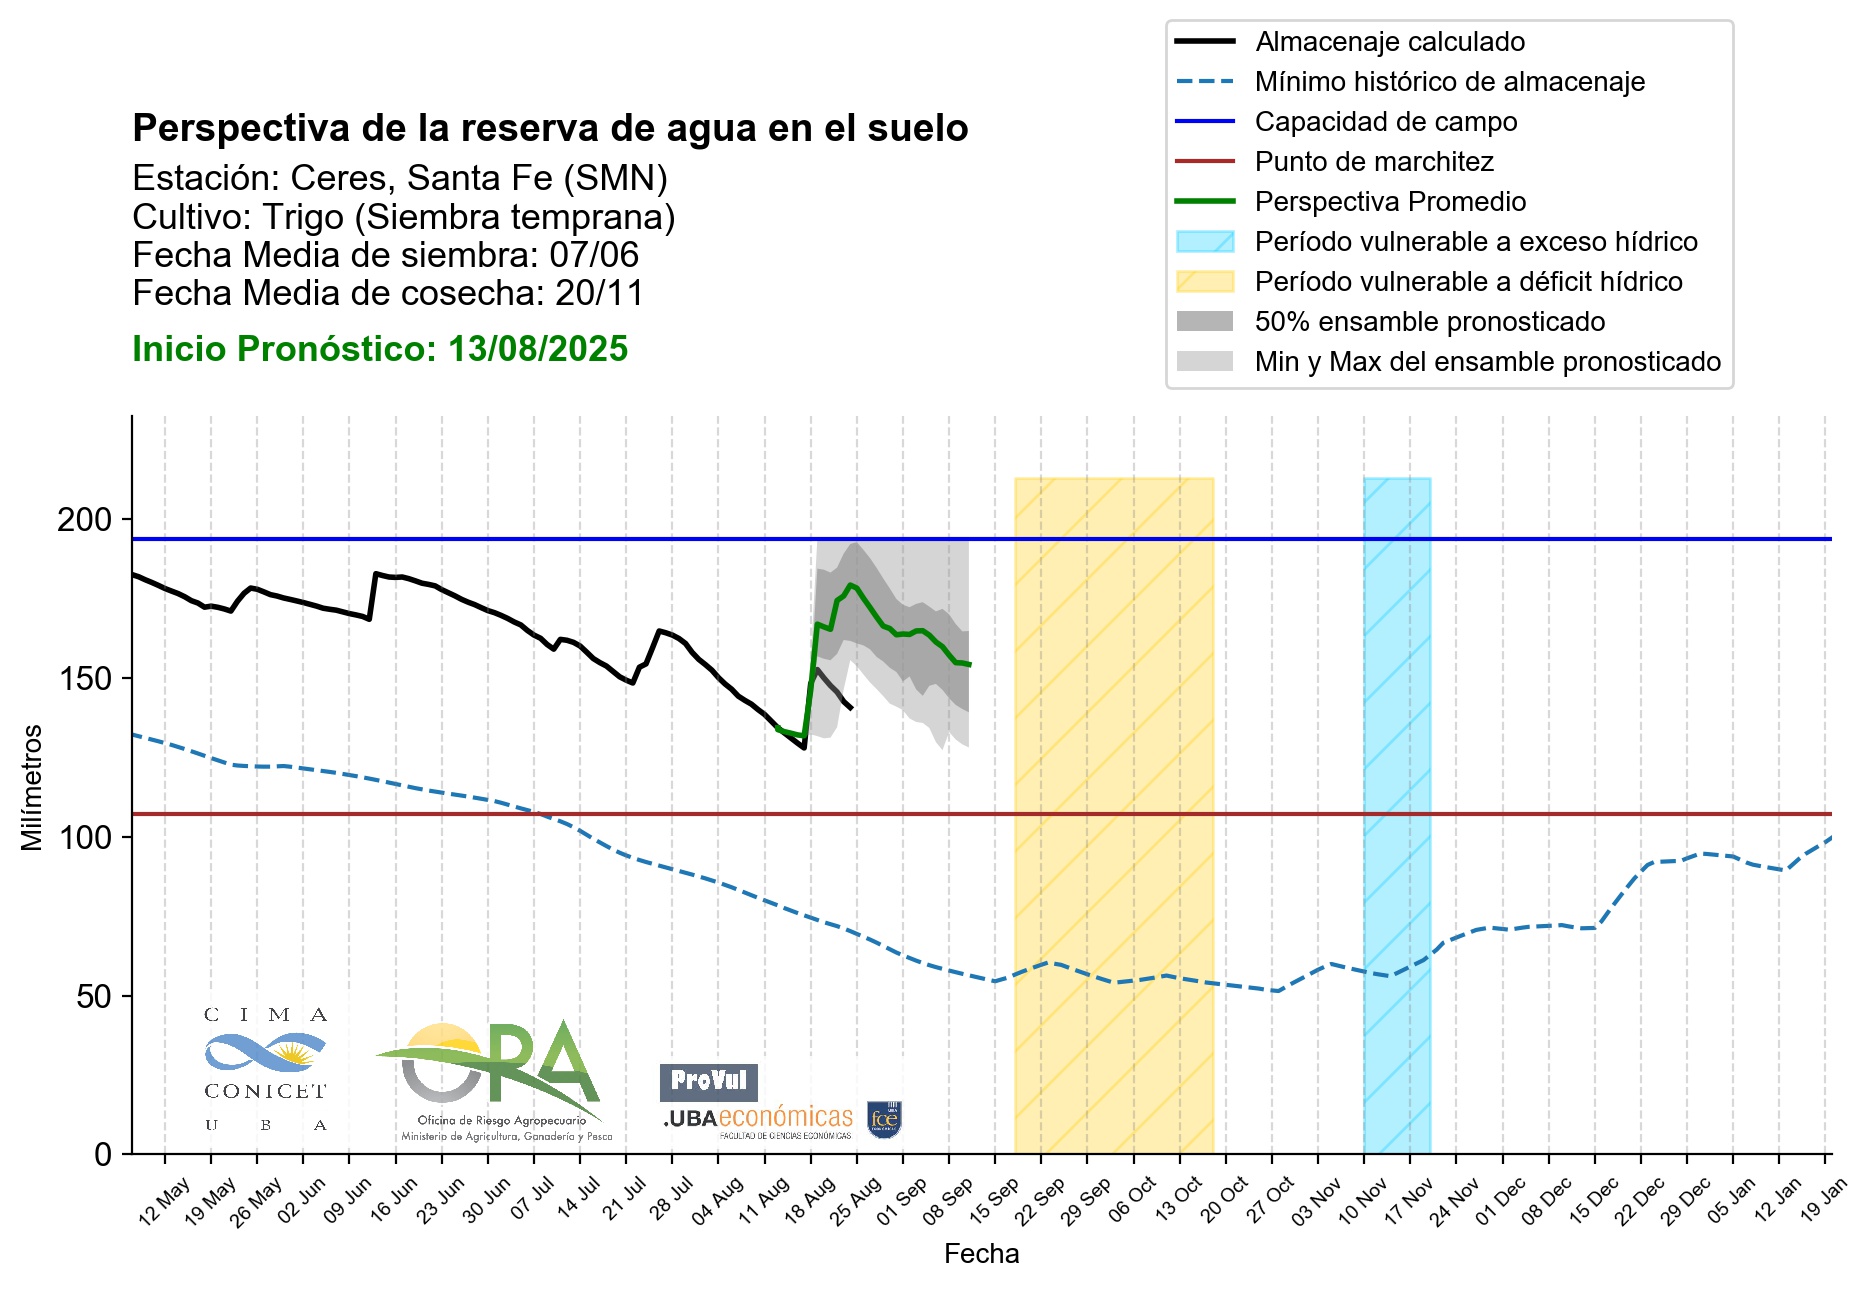 Almacenaje calculado
Mínimo histórico de almacenaje
Capacidad de campo
Punto de marchitez
Perspectiva Promedio
Período vulnerable a exceso hídrico
Período vulnerable a déficit hídrico
50% ensamble pronosticado
Min y Max del ensamble pronosticado
Perspectiva de la reserva de agua en el suelo
Estación: Ceres, Santa Fe (SMN)
Cultivo: Trigo (Siembra temprana)
Fecha Media de siembra: 07/06
Fecha Media de cosecha: 20/11
Inicio Pronóstico: 13/08/2025
200
150
100
50
0
Milímetros
CIMA
CONICET
UBA
ORA
Oficina de Riesgo Agropecuario
Ministerio de Agricultura, Ganadería y Pesca
ProVul
.UBAeconómicas
FACULTAD DE CIENCIAS ECONÓMICAS
UBA
fce
12 May
19 May
26 May
02 Jun
09 Jun
16 Jun
23 Jun
30 Jun
07 Jul
14 Jul
21 Jul
28 Jul
04 Aug
11 Aug
18 Aug
25 Aug
01 Sep
08 Sep
15 Sep
22 Sep
29 Sep
06 Oct
13 Oct
20 Oct
27 Oct
03 Nov
10 Nov
17 Nov
24 Nov
01 Dec
08 Dec
15 Dec
22 Dec
29 Dec
05 Jan
12 Jan
19 Jan
Fecha